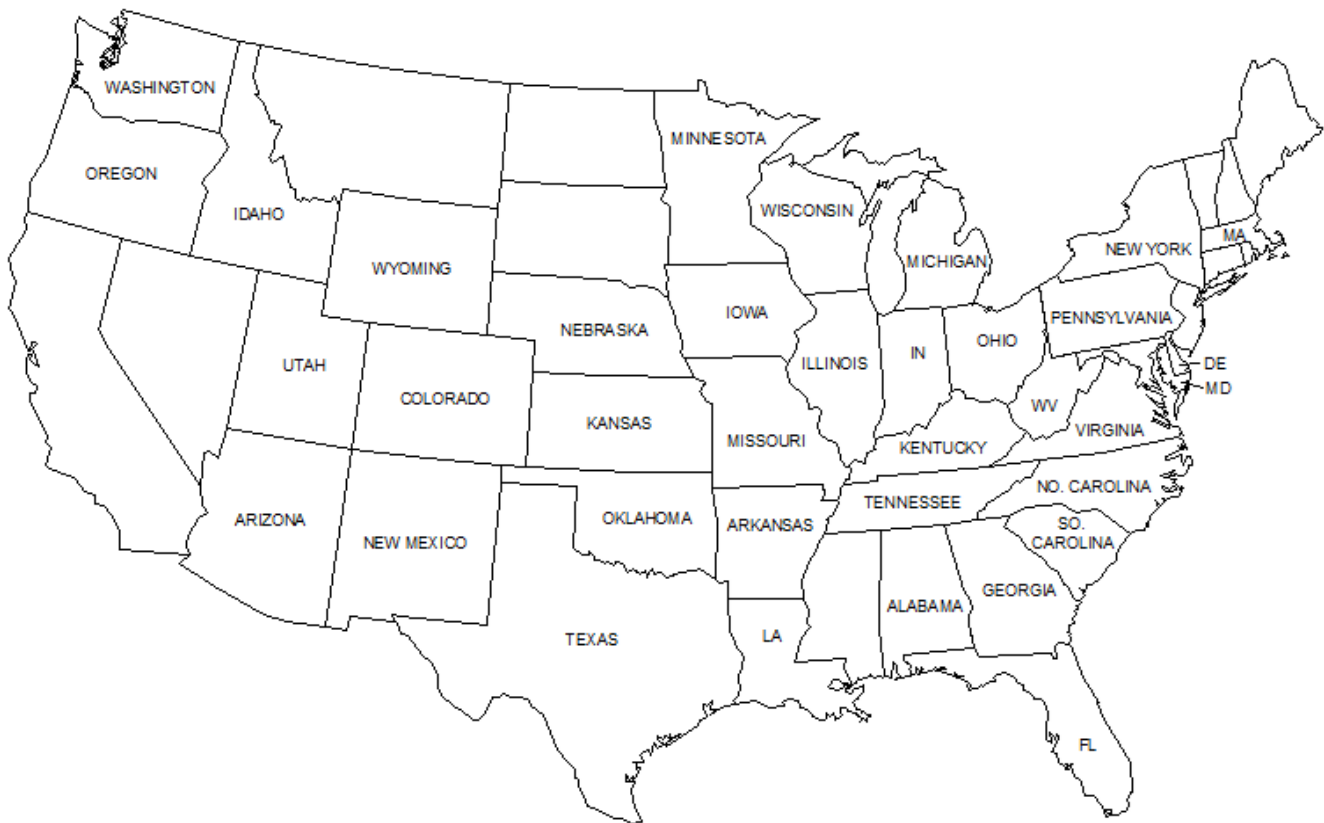 WASHINGTON
MINNESOTA
OREGON
IDAHO
WISCONSIN
MA
NEW YORK
WYOMING
MICHIGAN
IOWA
PENNSYLVANIA
NEBRASKA
OHIO
IN
UTAH
ILLINOIS
DE
MD
COLORADO
WV
KANSAS
VIRGINIA
MISSOURI
KENTUCKY
NO. CAROLINA
TENNESSEE
ARIZONA
OKLAHOMA
ARKANSAS
SO.
CAROLINA
NEW MEXICO
GEORGIA
ALABAMA
TEXAS
LA
FL